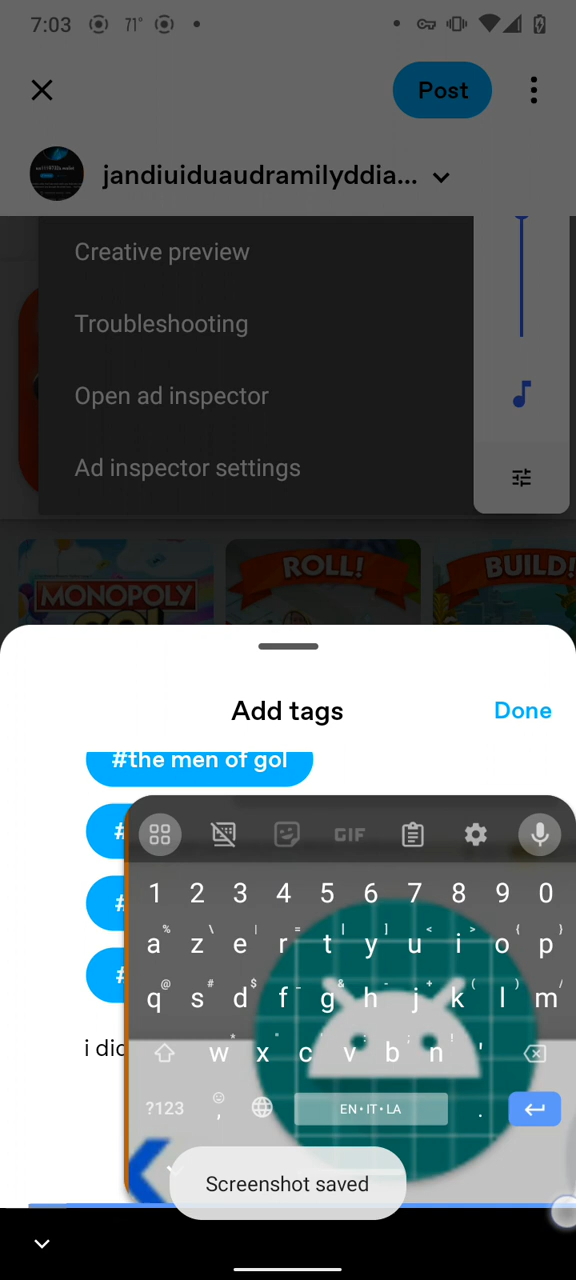 7:03 71°
Post
jandiuiduaudramilyddia...
Creative preview
Troubleshooting
Open ad inspector
Ad inspector settings
MONOPOLY
GO!
ROLL!
BUILD!
Add tags
Done
#the men of gol
#
#
#
i did
GIF
1 2 3 4 5 6 7 8 9 0
% \ | = [ ] < > { }
a z e r t y u i o p
@ # $ _ & - + ( ) /
q s d f g h j k l m
* " ' : ; !
w x c v b n '
?123 , EN • IT • LA .
Screenshot saved